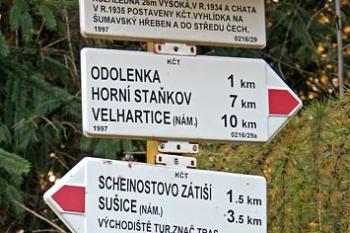 ROZHLEDNA 26m VYSOKÁ, V R.1934 A CHATA
V R.1935 POSTAVENY KČT. VYHLÍDKA NA
ŠUMAVSKÝ HŘEBEN A DO STŘEDU ČECH.
1997 0216/29
KČT
ODOLENKA 1 km
HORNÍ STAŇKOV 7 km
VELHARTICE (NÁM.) 10 km
1997 0216/29a
KČT
SCHEINOSTOVO ZÁTIŠÍ 1.5 km
SUŠICE (NÁM.) 3.5 km
VÝCHODIŠTĚ TUR.ZNAČ.TRAS